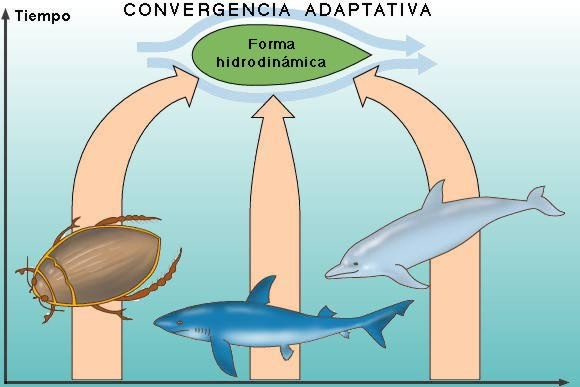 CONVERGENCIA ADAPTATIVA
Tiempo
Forma
hidrodinámica